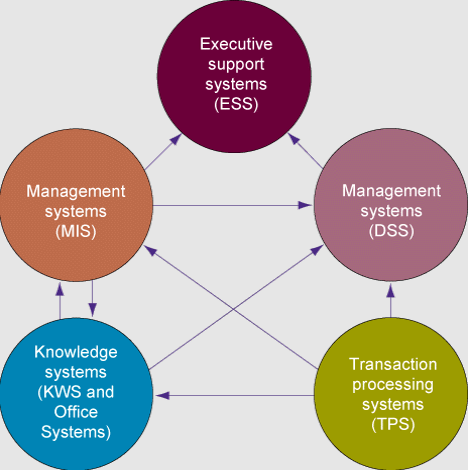 Executive
support
systems
(ESS)
Management
systems
(MIS)
Management
systems
(DSS)
Knowledge
systems
(KWS and
Office
Systems)
Transaction
processing
systems
(TPS)